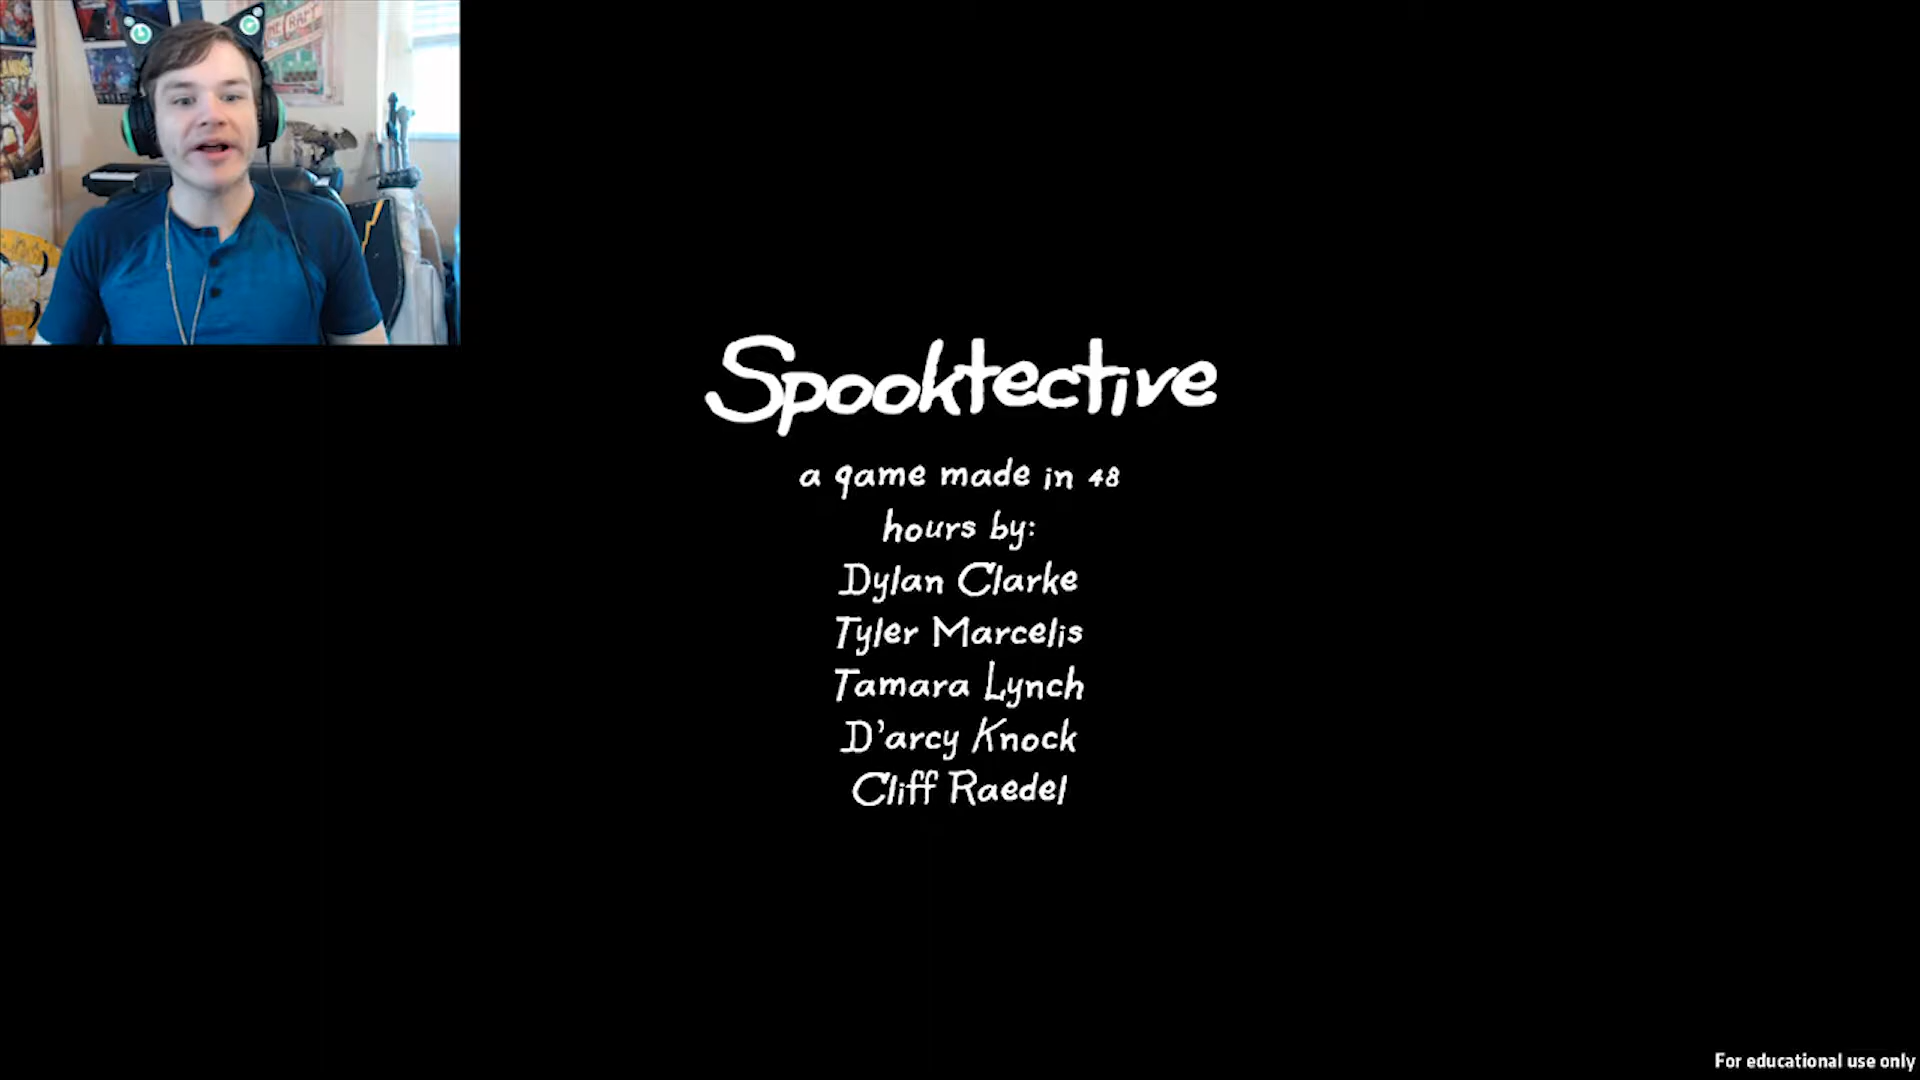 Spooktective
a game made in 48
hours by:
Dylan Clarke
Tyler Marcelis
Tamara Lynch
D'arcy Knock
Cliff Raedel
For educational use only